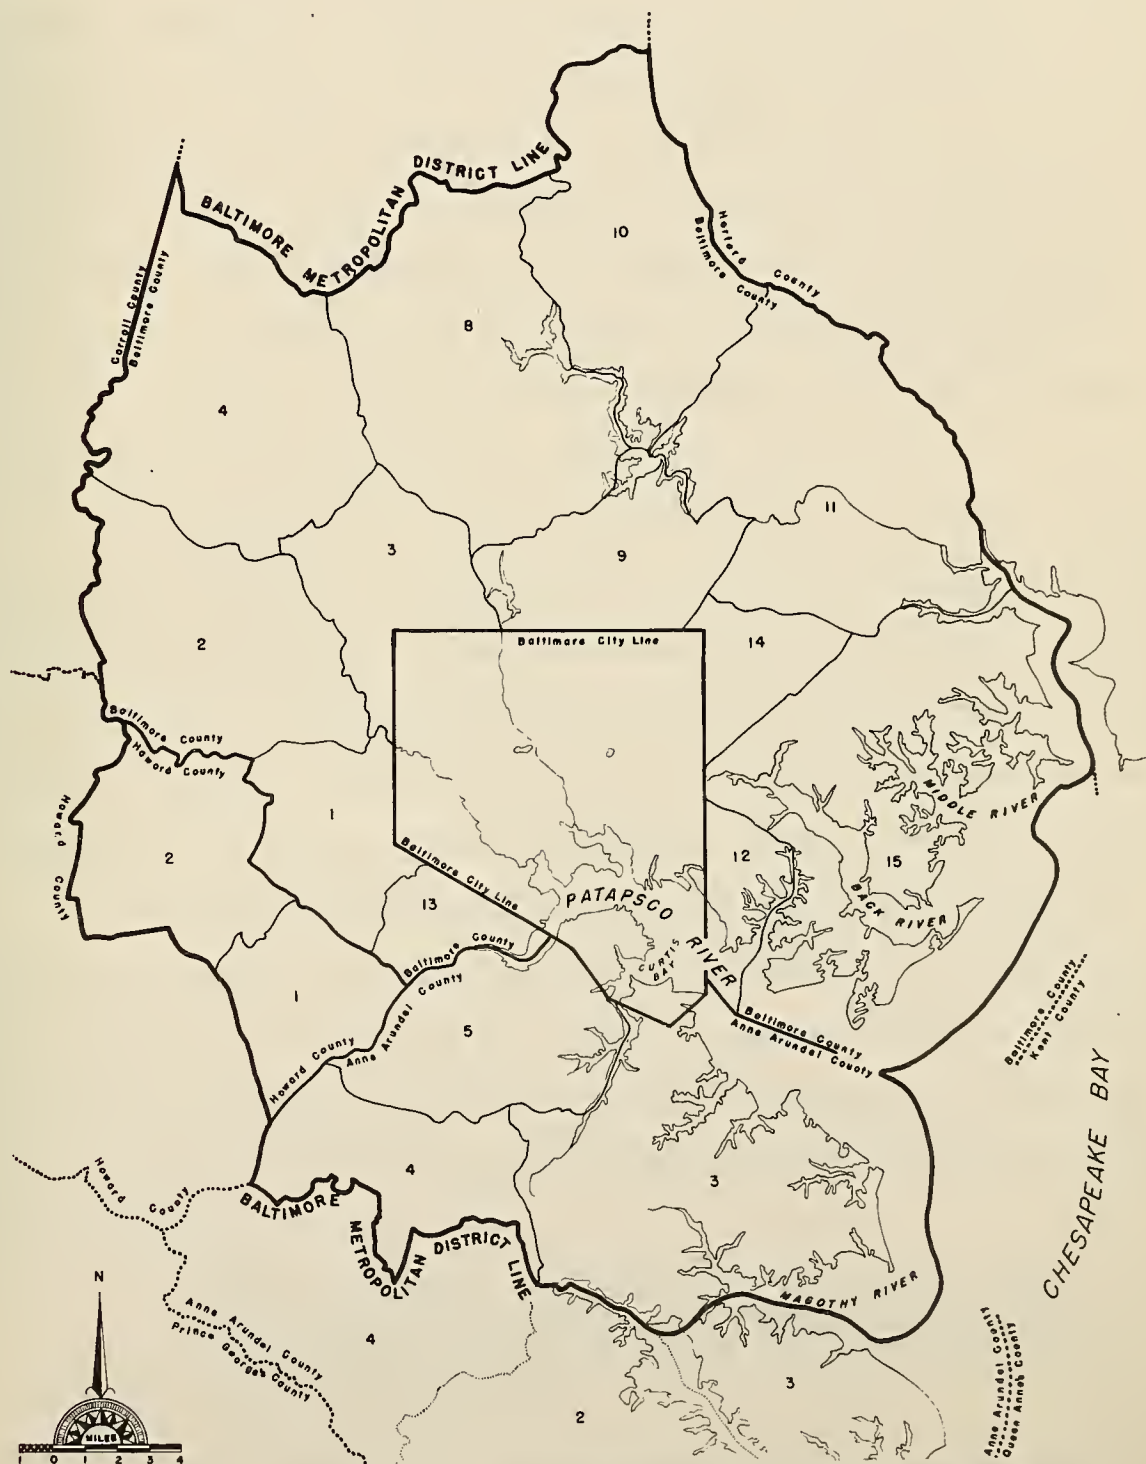 BALTIMORE METROPOLITAN DISTRICT LINE
Harford County
Baltimore County
10
Carroll County
Baltimore County
8
4
11
3
9
2
14
Baltimore City Line
Baltimore County
Howard County
MIDDLE RIVER
Howard County
1
2
12
15
Baltimore City Line
BACK RIVER
13
PATAPSCO RIVER
CURTIS BAY
Baltimore County
Anne Arundel County
1
5
Baltimore County
Anne Arundel County
Baltimore County
Kent County
Howard County
Anne Arundel County
CHESAPEAKE BAY
4
3
Howard County
BALTIMORE METROPOLITAN DISTRICT LINE
MAGOTHY RIVER
N
Anne Arundel County
Prince George's County
4
3
2
Anne Arundel County
Queen Anne's County
MILES
1 0 1 2 3 4